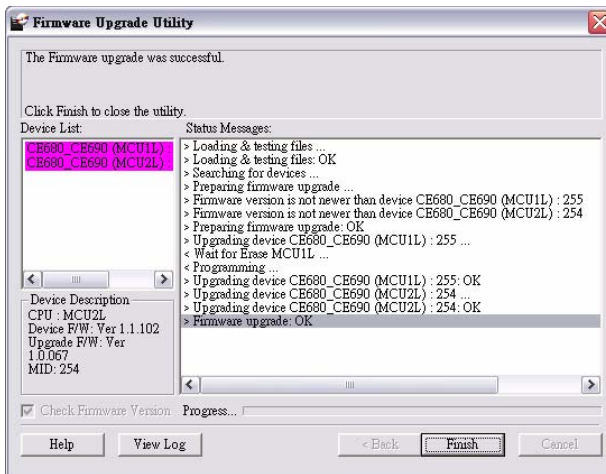 Firmware Upgrade Utility
The Firmware upgrade was successful.
Click Finish to close the utility.
Device List:
Status Messages:
CE680_CE690 (MCU1L)
CE680_CE690 (MCU2L)
> Loading & testing files ...
> Loading & testing files: OK
> Searching for devices ...
> Preparing firmware upgrade ...
> Firmware version is not newer than device CE680_CE690 (MCU1L) : 255
> Firmware version is not newer than device CE680_CE690 (MCU2L) : 254
> Preparing firmware upgrade: OK
> Upgrading device CE680_CE690 (MCU1L) : 255 ...
< Wait for Erase MCU1L ...
< Programming ...
> Upgrading device CE680_CE690 (MCU1L) : 255: OK
> Upgrading device CE680_CE690 (MCU2L) : 254 ...
> Upgrading device CE680_CE690 (MCU2L) : 254: OK
> Firmware upgrade: OK
Device Description
CPU : MCU2L
Device F/W: Ver 1.1.102
Upgrade F/W: Ver
1.0.067
MID: 254
Check Firmware Version
Progress...
Help
View Log
< Back
Finish
Cancel